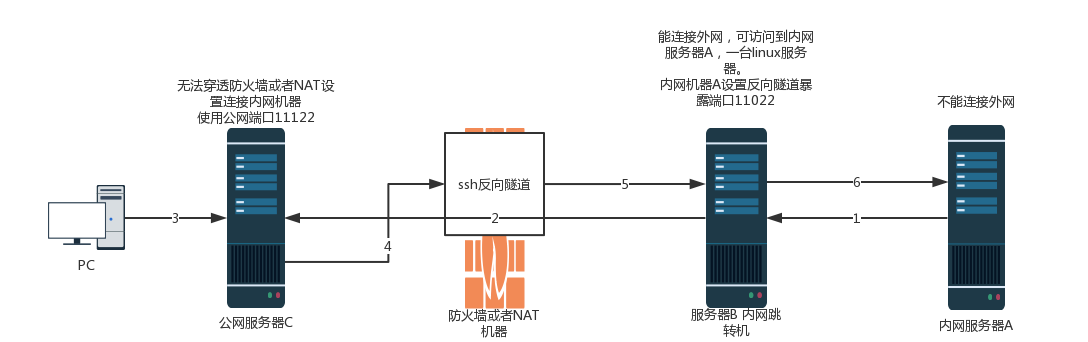 能连接外网，可访问到内网
服务器A，一台linux服务
器。
内网机器A设置反向隧道暴
露端口11022
无法穿透防火墙或者NAT设
置连接内网机器
使用公网端口11122
不能连接外网
ssh反向隧道
3
4
2
5
6
1
PC
公网服务器C
防火墙或者NAT
机器
服务器B 内网跳
转机
内网服务器A